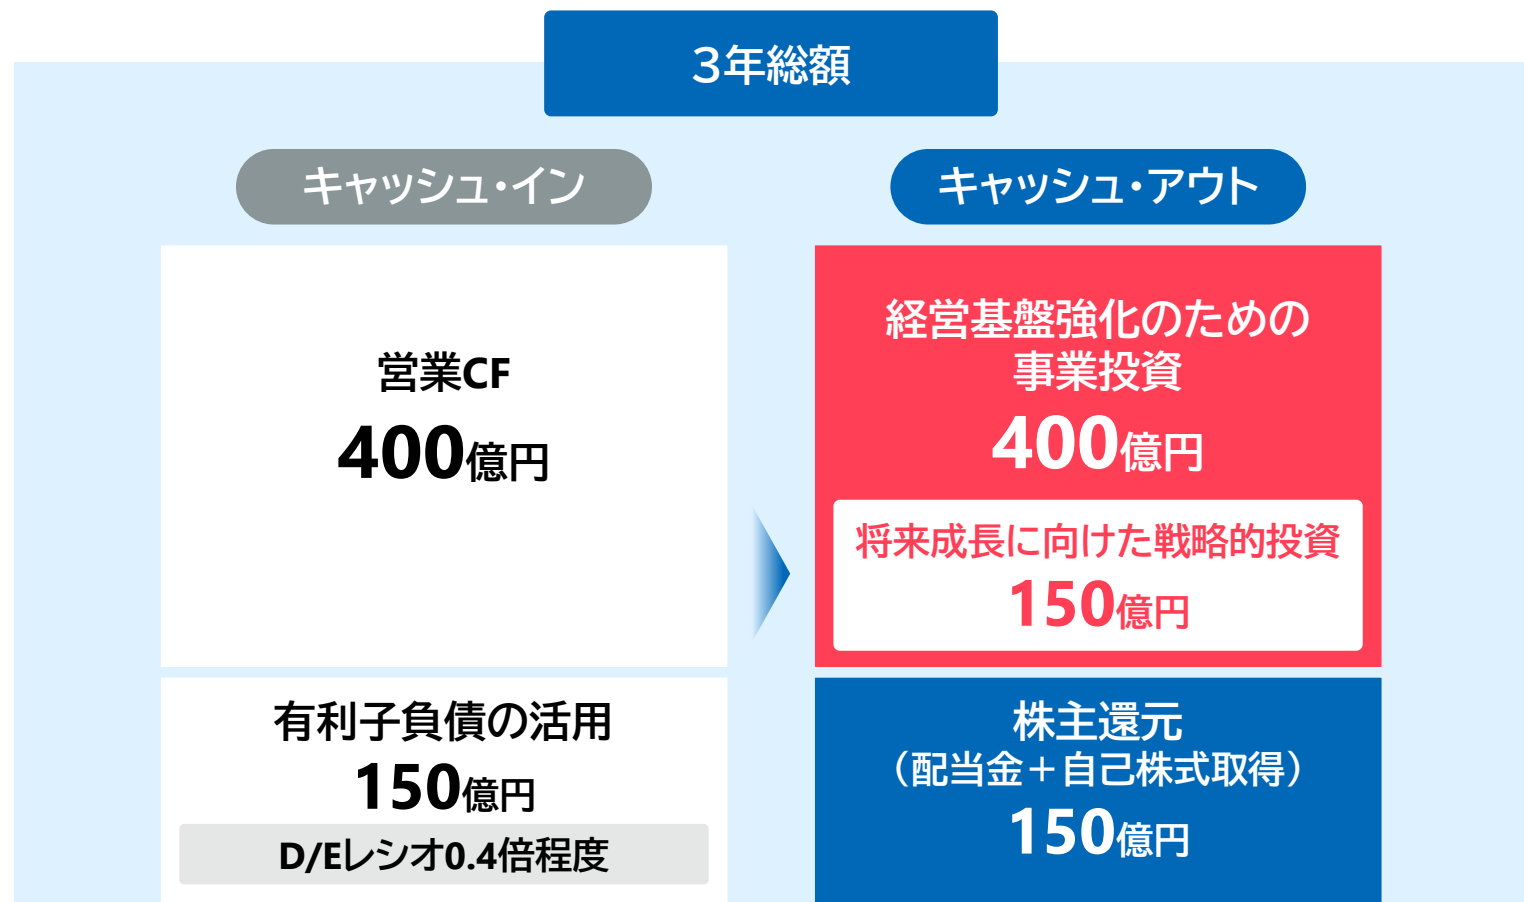 ３年総額
キャッシュ・イン
キャッシュ・アウト
営業CF
400億円
経営基盤強化のための
事業投資
400億円
将来成長に向けた戦略的投資
150億円
有利子負債の活用
150億円
D/Eレシオ0.4倍程度
株主還元
（配当金＋自己株式取得）
150億円